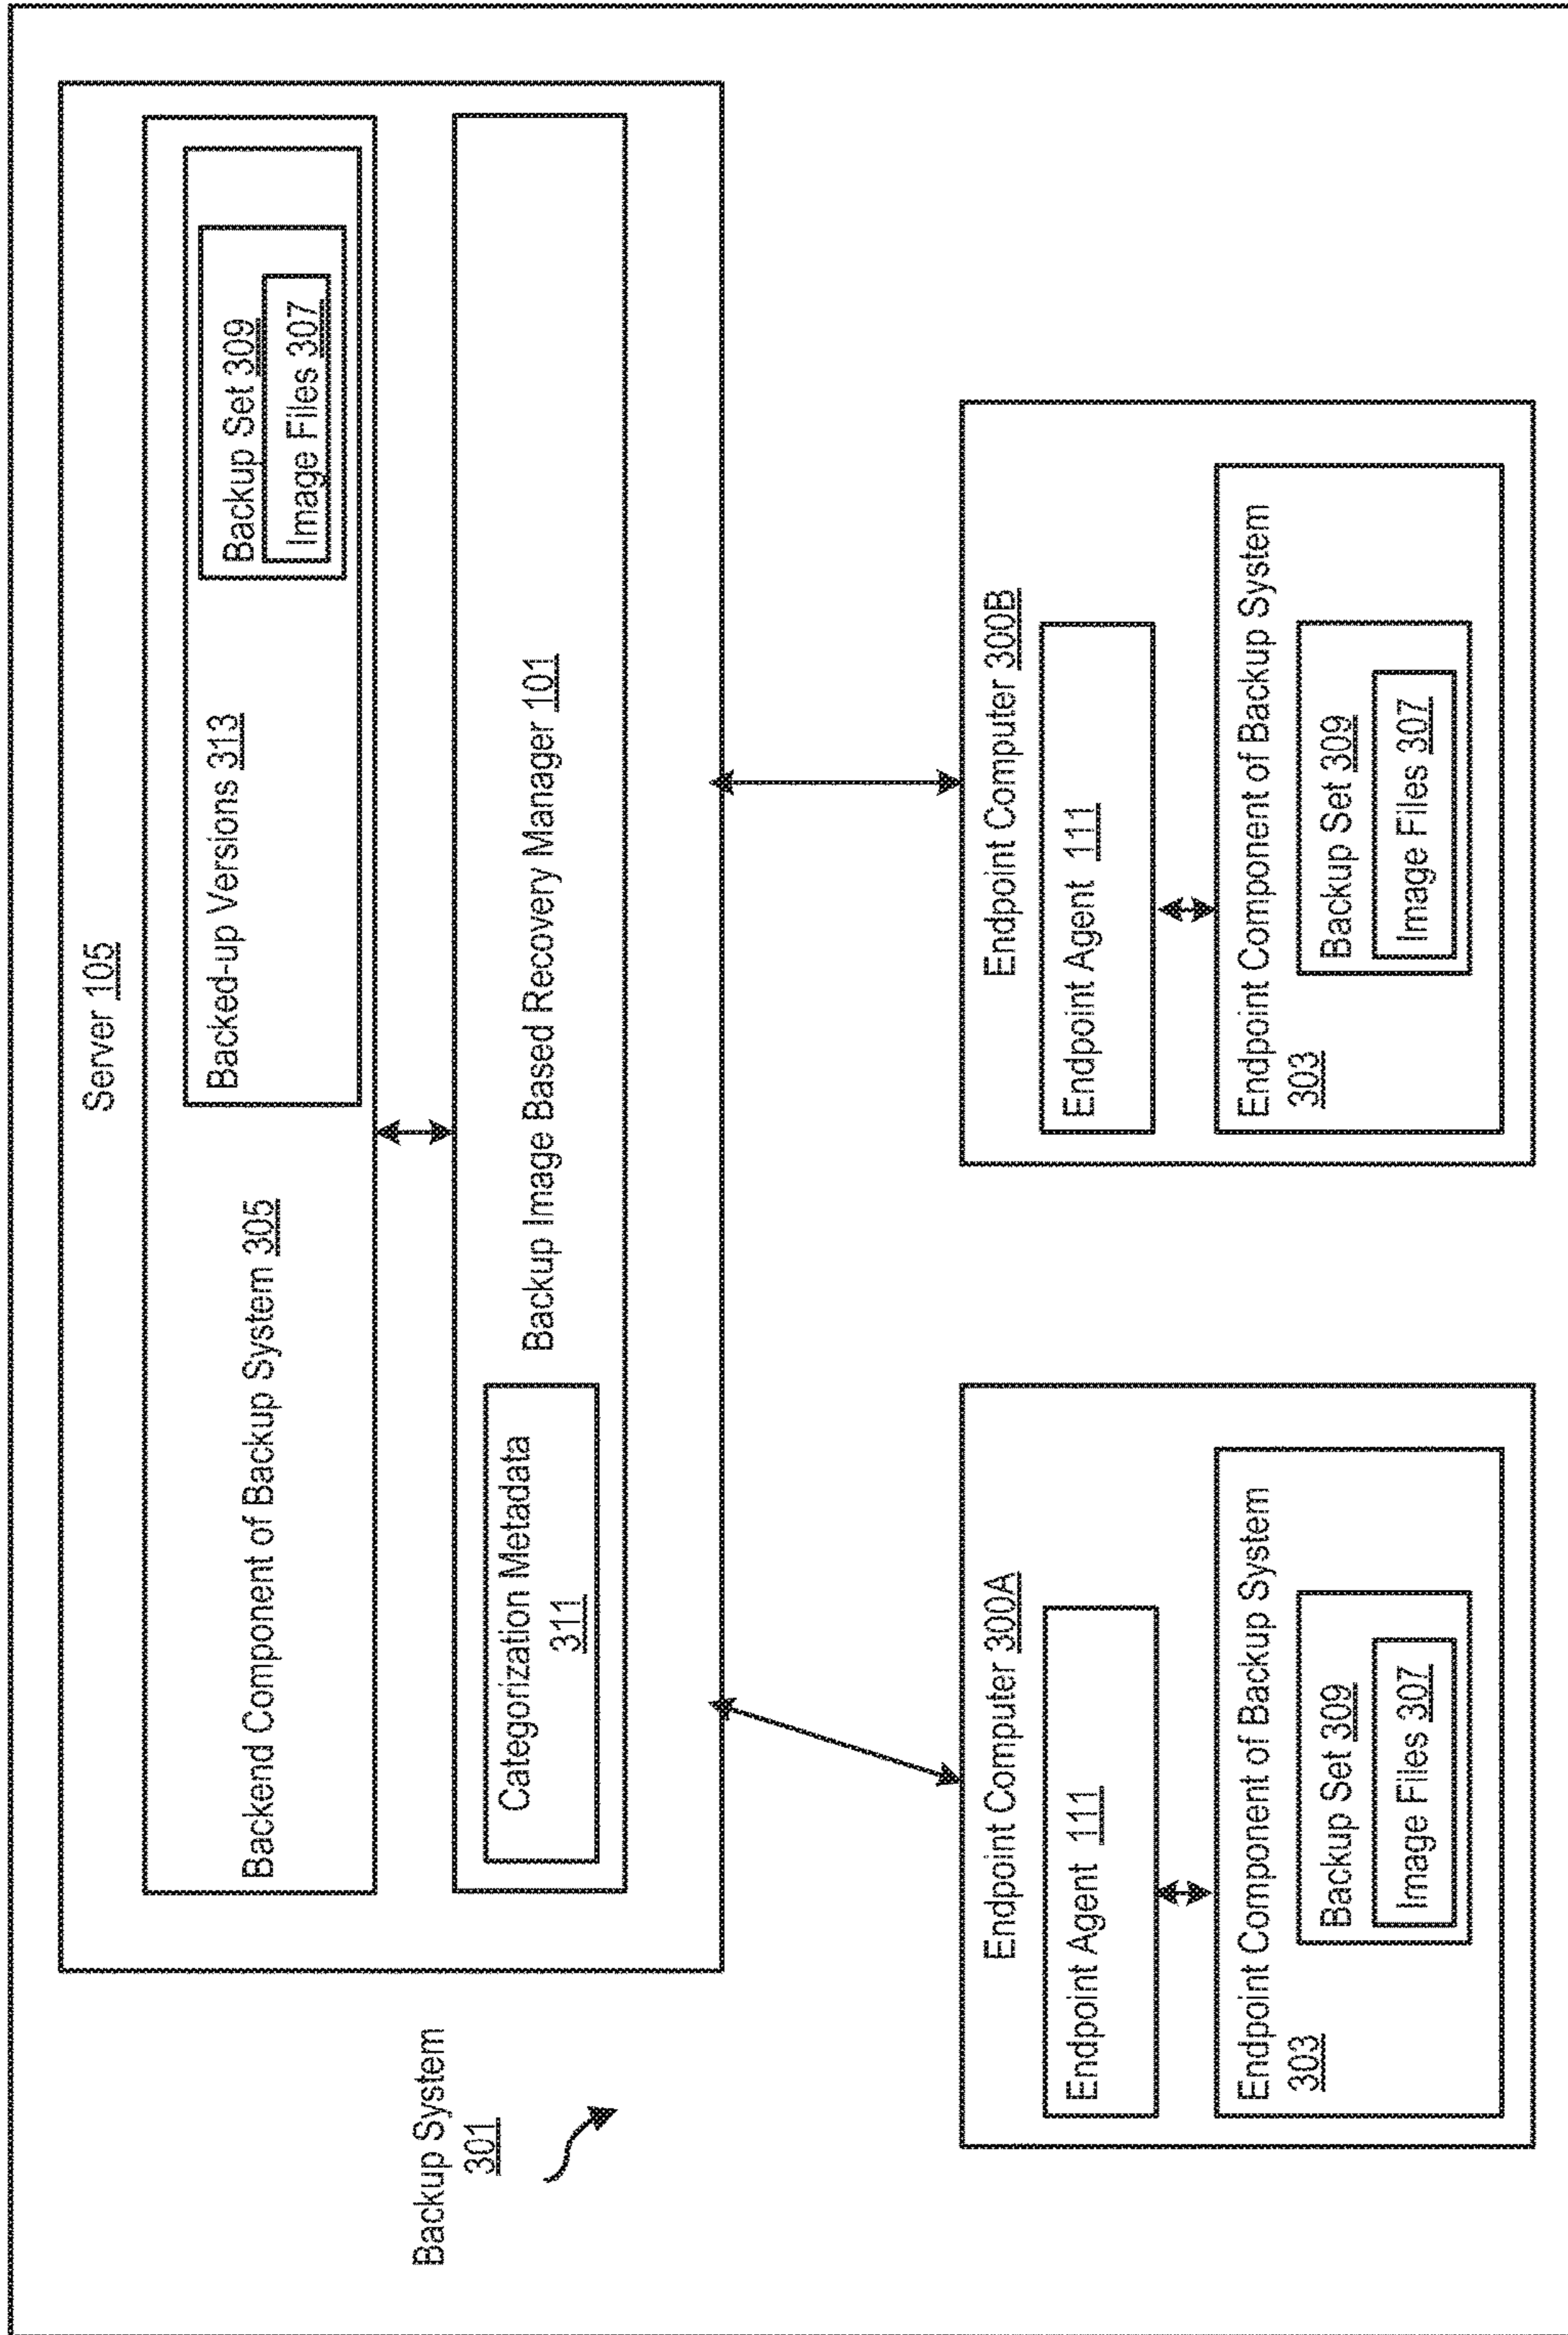 Server 105
Backend Component of Backup System 305
Backed-up Versions 313
Backup Set 309
Image Files 307
Categorization Metadata
311
Backup Image Based Recovery Manager 101
Backup System
301
Endpoint Computer 300A
Endpoint Agent 111
Endpoint Component of Backup System
303
Backup Set 309
Image Files 307
Endpoint Computer 300B
Endpoint Agent 111
Endpoint Component of Backup System
303
Backup Set 309
Image Files 307